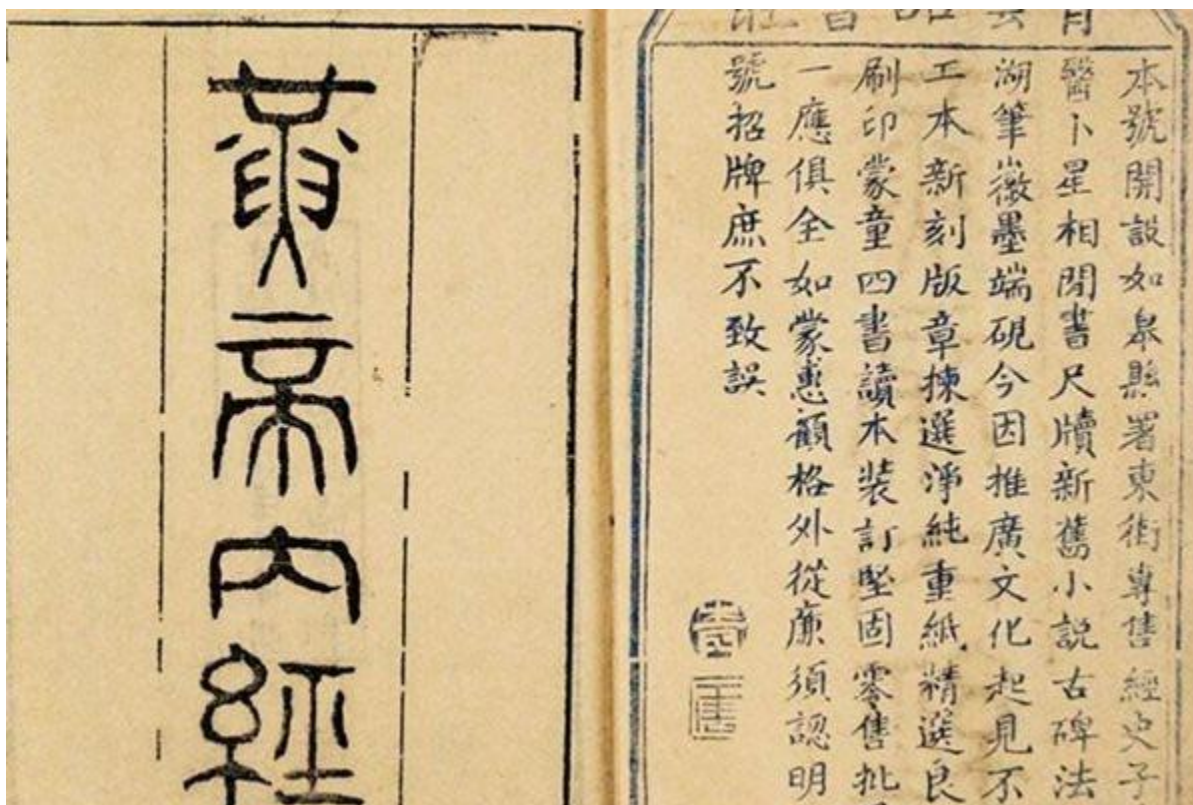 本號開設如皋縣署東街專售經史子
醫卜星相閒書尺牘新舊小說古碑法
湖筆徽墨端硯今因推廣文化起見不
工本新刻版章揀選淨純重紙精選良
刷印蒙童四書讀本裝訂堅固零售批
一應俱全如蒙惠顧格外從廉須認明
號招牌庶不致誤
黃帝內經